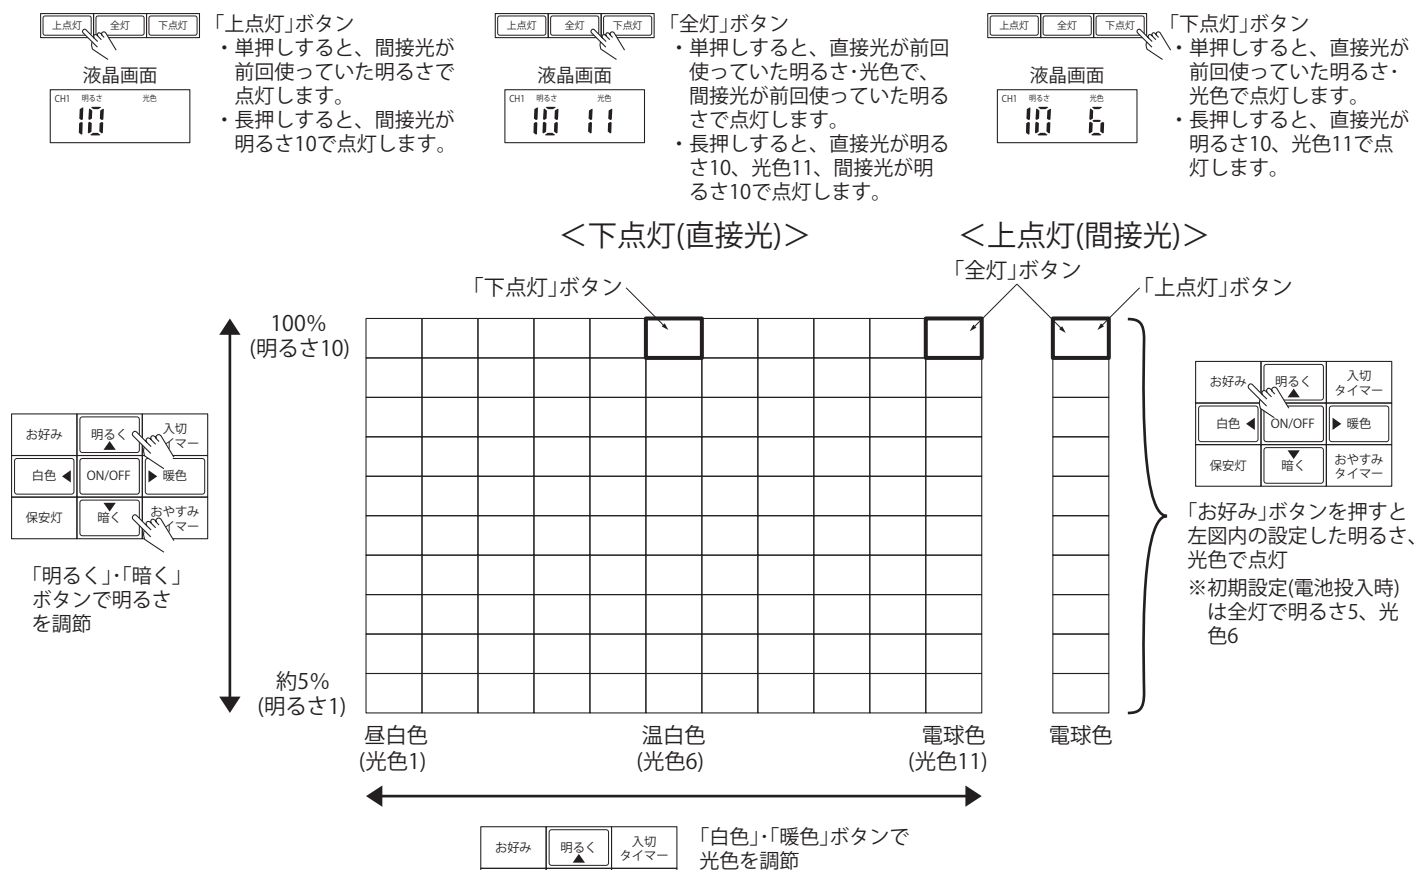 上点灯 全灯 下点灯
「上点灯」ボタン
・単押しすると、間接光が
前回使っていた明るさで
点灯します。
・長押しすると、間接光が
明るさ10で点灯します。
液晶画面
CH1 明るさ 光色
10
上点灯 全灯 下点灯
「全灯」ボタン
・単押しすると、直接光が前回
使っていた明るさ・光色で、
間接光が前回使っていた明る
さで点灯します。
・長押しすると、直接光が明る
さ10、光色11、間接光が明
るさ10で点灯します。
液晶画面
CH1 明るさ 光色
10 11
上点灯 全灯 下点灯
「下点灯」ボタン
・単押しすると、直接光が
前回使っていた明るさ・
光色で点灯します。
・長押しすると、直接光が
明るさ10、光色11で点
灯します。
液晶画面
CH1 明るさ 光色
10 6
＜下点灯(直接光)＞ ＜上点灯(間接光)＞
「下点灯」ボタン
「全灯」ボタン
「上点灯」ボタン
100%
(明るさ10)
約5%
(明るさ1)
お好み 明るく 入切
イマー
白色 ON/OFF 暖色
保安灯 暗く おやすみ
イマー
「明るく」・「暗く」
ボタンで明るさ
を調節
お好み 明るく 入切
タイマー
白色 ON/OFF 暖色
保安灯 暗く おやすみ
タイマー
「お好み」ボタンを押すと
左図内の設定した明るさ、
光色で点灯
※初期設定(電池投入時)
は全灯で明るさ5、光
色6
昼白色
(光色1)
温白色
(光色6)
電球色
(光色11)
電球色
お好み 明るく 入切
タイマー
「白色」・「暖色」ボタンで
光色を調節